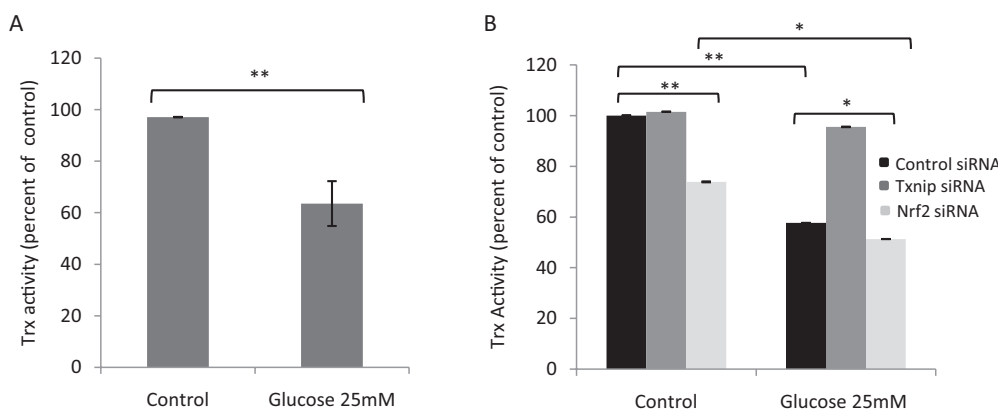 A
Trx activity (percent of control)
120
100
80
60
40
20
0
**
Control
Glucose 25mM
B
Trx Activity (percent of control)
120
100
80
60
40
20
0
*
**
**
*
Control siRNA
Txnip siRNA
Nrf2 siRNA
Control
Glucose 25mM